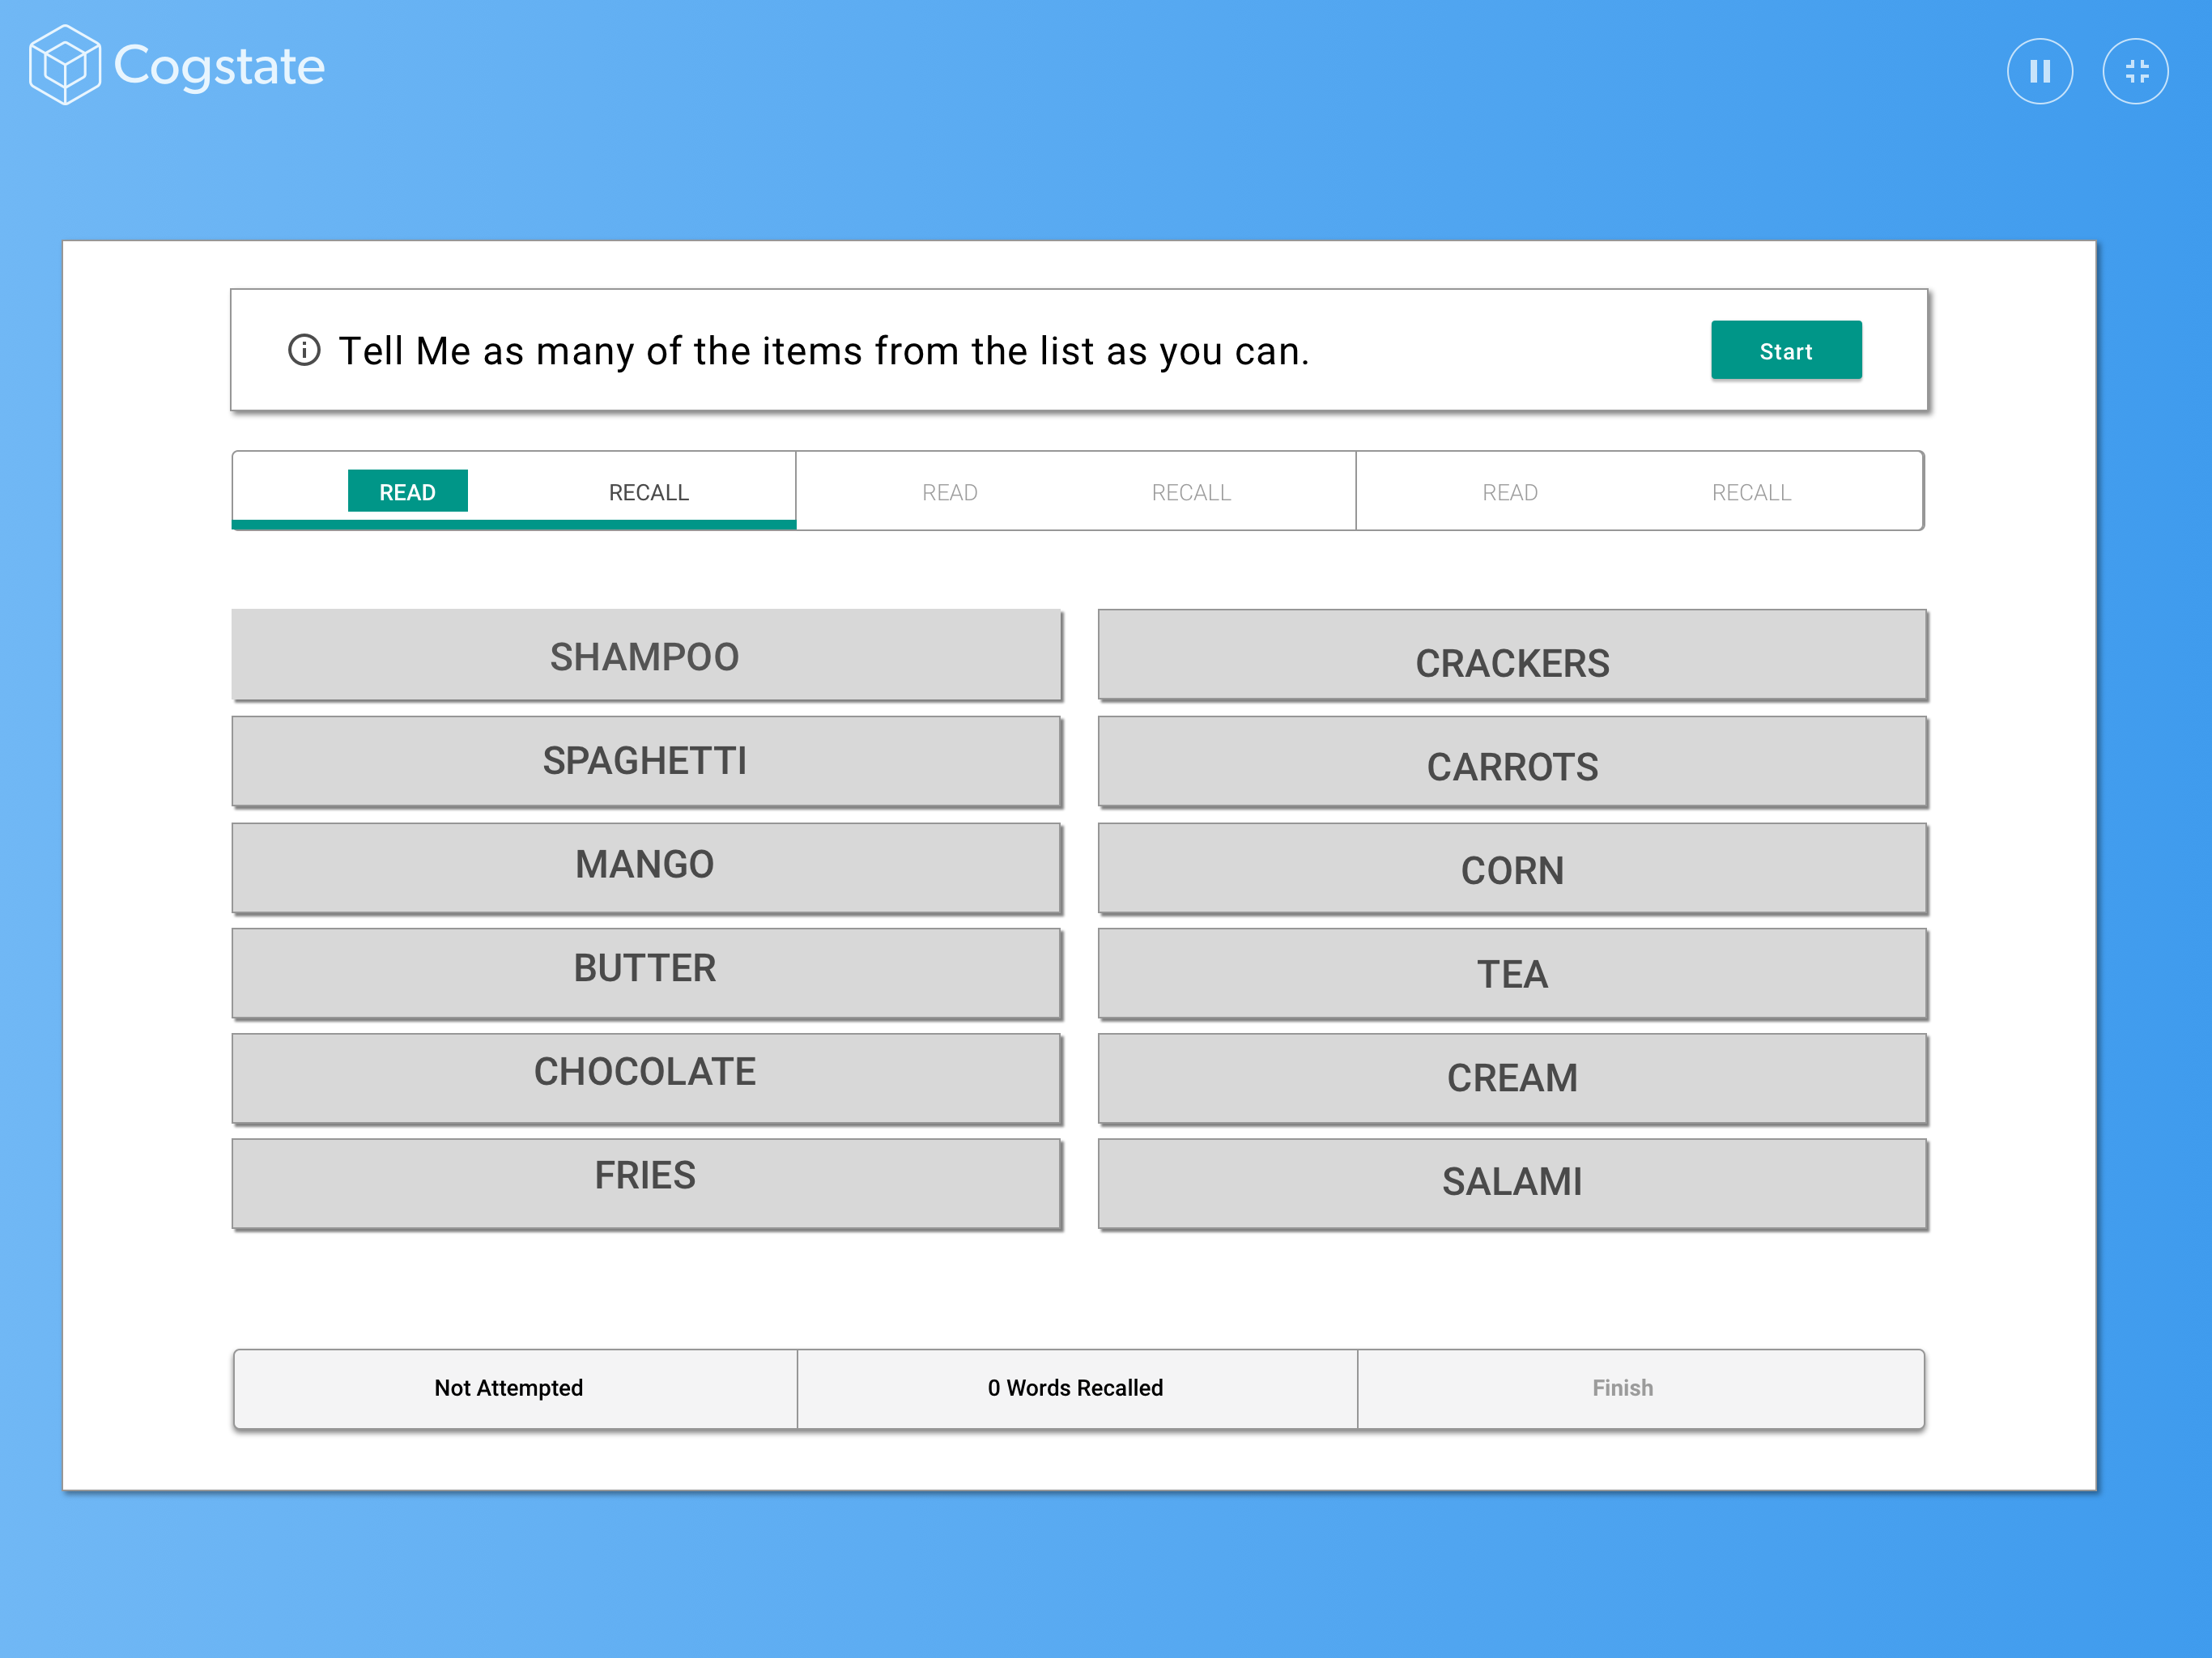 Cogstate
Tell Me as many of the items from the list as you can.
Start
READ RECALL READ RECALL READ RECALL
SHAMPOO
SPAGHETTI
MANGO
BUTTER
CHOCOLATE
FRIES
CRACKERS
CARROTS
CORN
TEA
CREAM
SALAMI
Not Attempted
0 Words Recalled
Finish